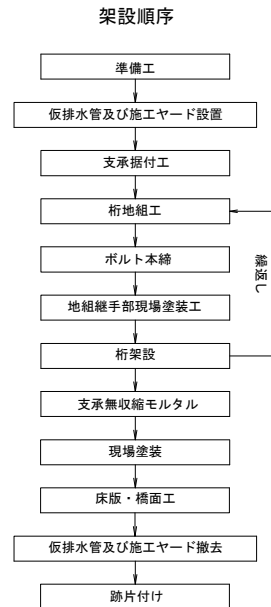 架設順序
準備工
仮排水管及び施工ヤード設置
支承据付工
桁地組工
ボルト本締
繰返し
地組継手部現場塗装工
桁架設
支承無収縮モルタル
現場塗装
床版・橋面工
仮排水管及び施工ヤード撤去
跡片付け